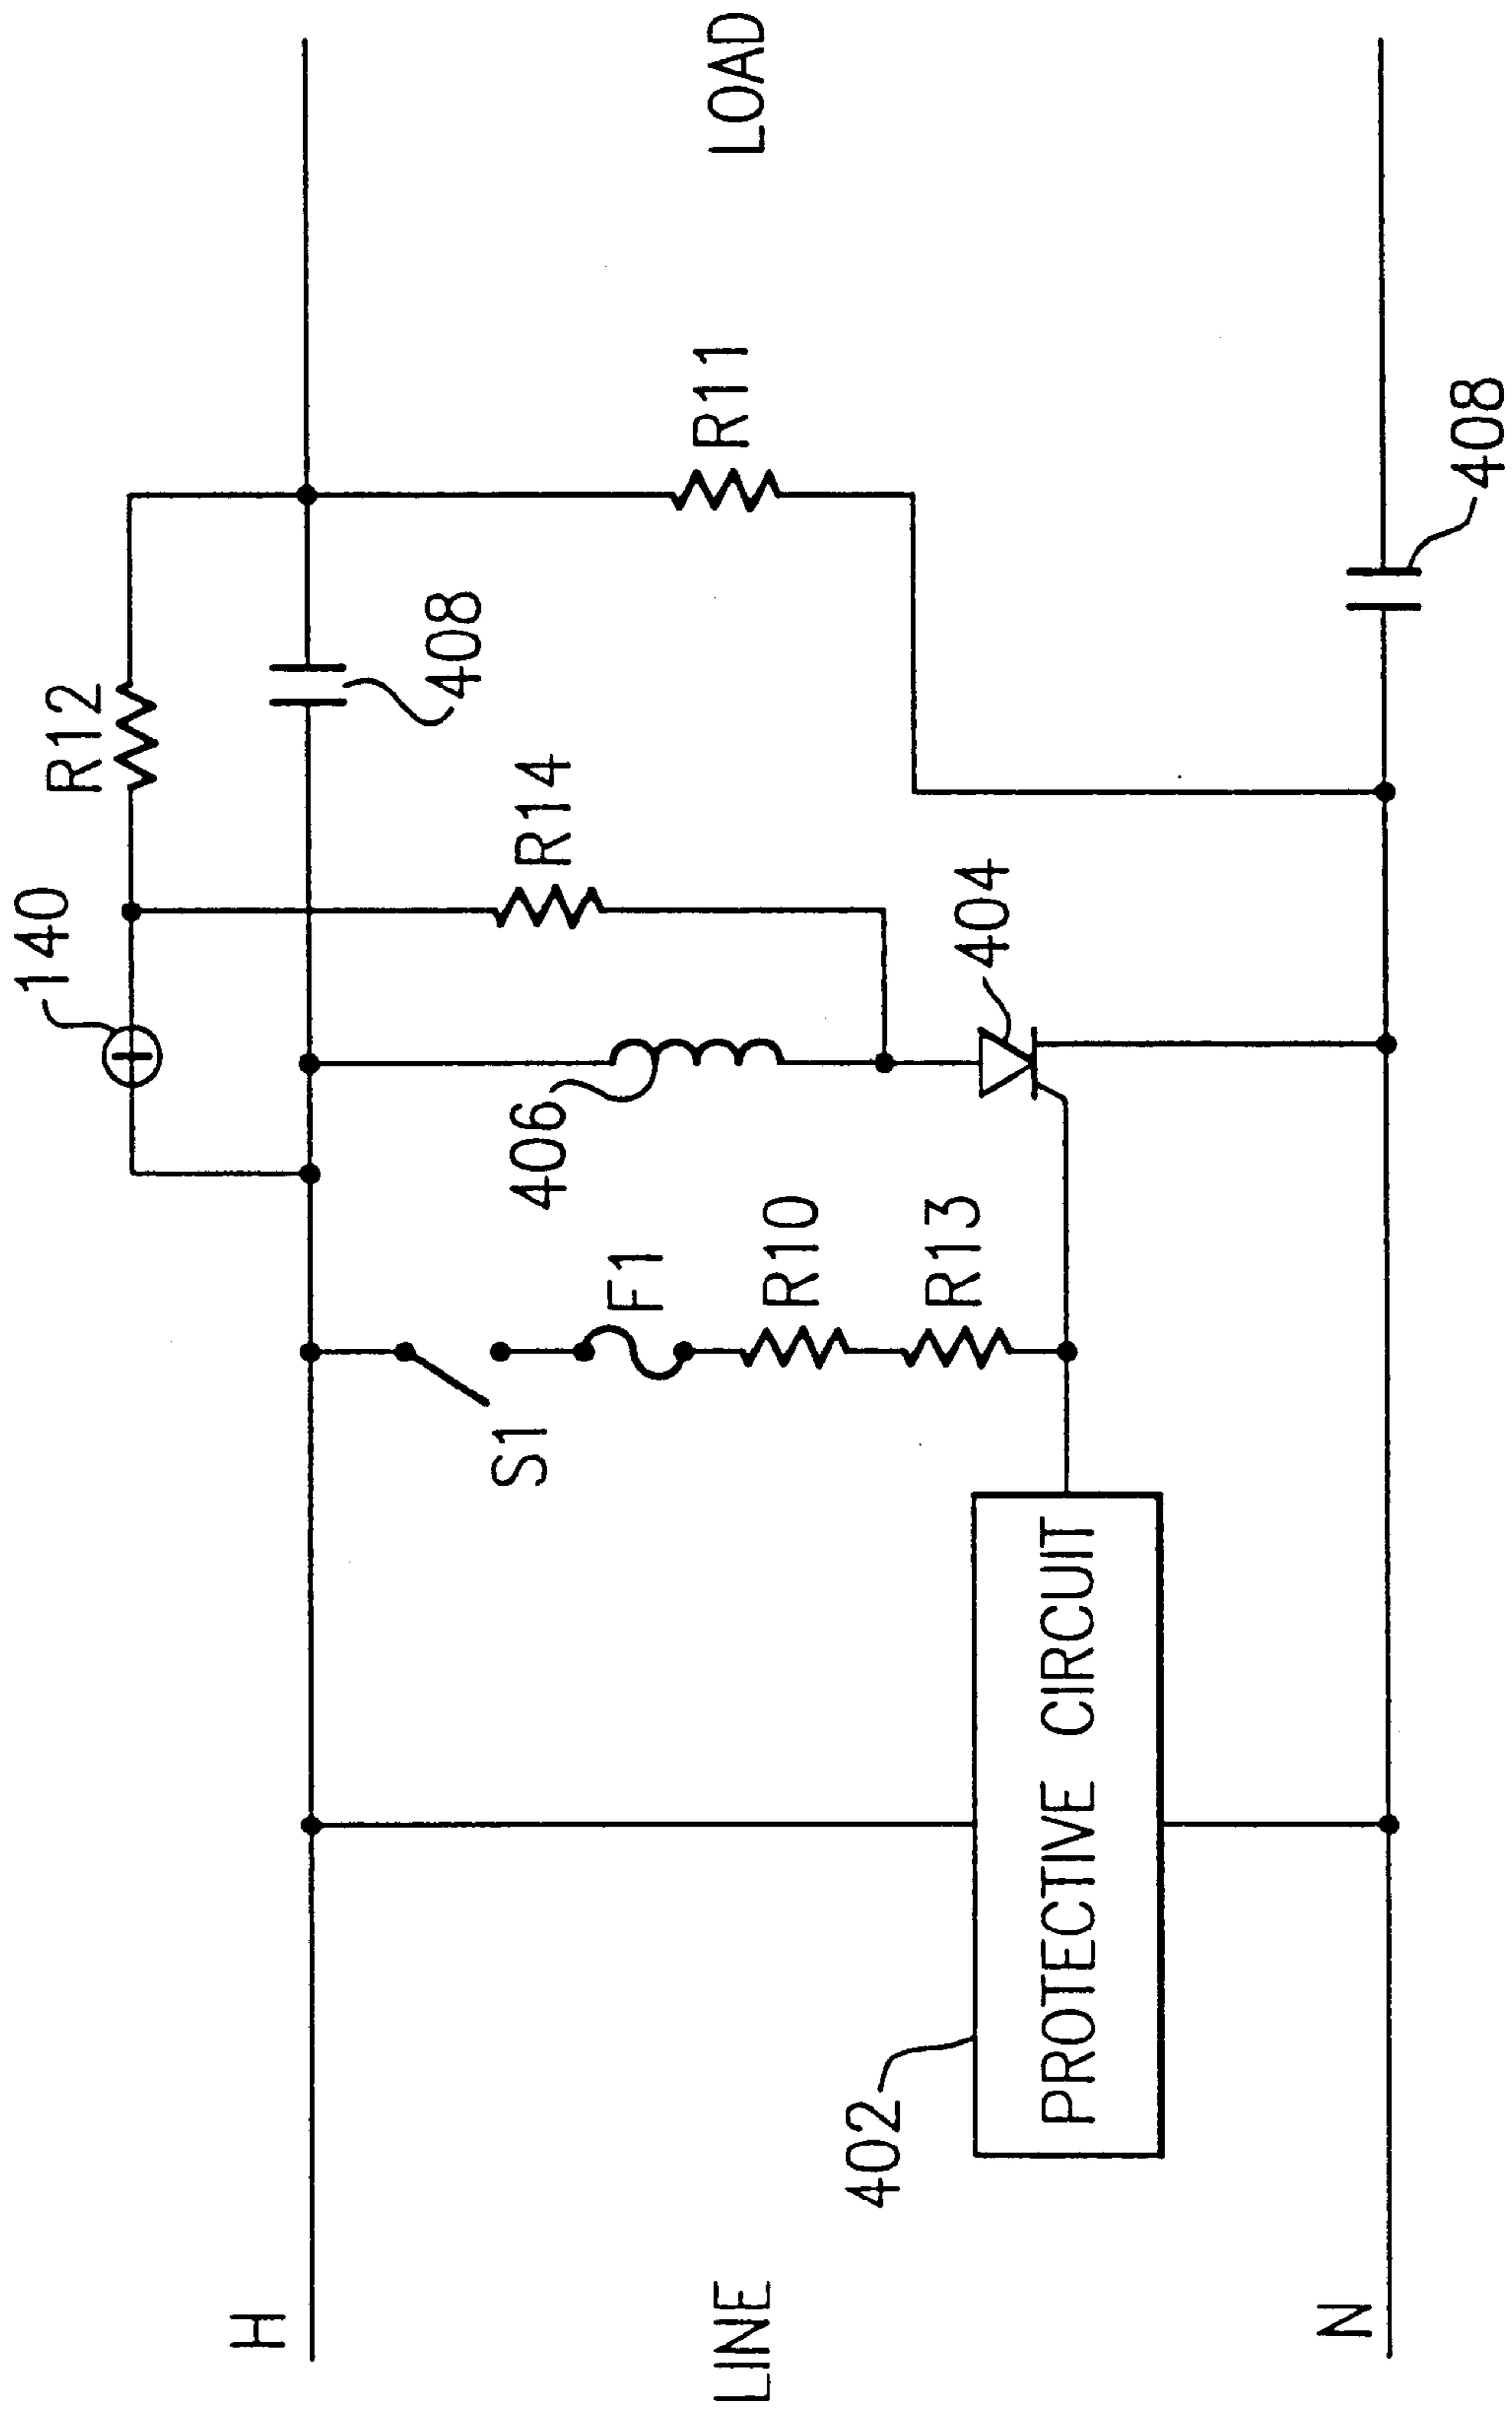 140
R12
H
408
R14
S1
F1
406
R10
R13
404
R11
LINE
LOAD
402
PROTECTIVE CIRCUIT
N
408